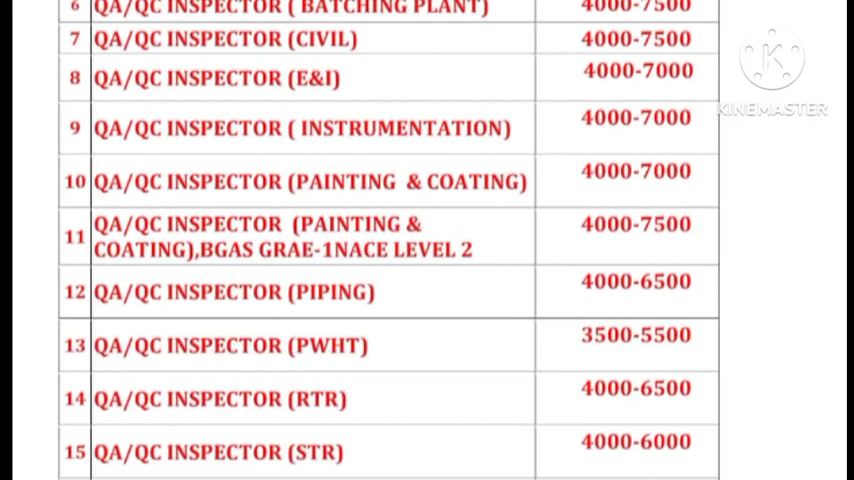 6 QA/QC INSPECTOR ( BATCHING PLANT) 4000-7500
7 QA/QC INSPECTOR (CIVIL) 4000-7500
8 QA/QC INSPECTOR (E&I) 4000-7000
9 QA/QC INSPECTOR ( INSTRUMENTATION) 4000-7000
10 QA/QC INSPECTOR (PAINTING & COATING) 4000-7000
11 QA/QC INSPECTOR (PAINTING & 4000-7500
COATING),BGAS GRAE-1NACE LEVEL 2
12 QA/QC INSPECTOR (PIPING) 4000-6500
13 QA/QC INSPECTOR (PWHT) 3500-5500
14 QA/QC INSPECTOR (RTR) 4000-6500
15 QA/QC INSPECTOR (STR) 4000-6000
K
KINEMASTER